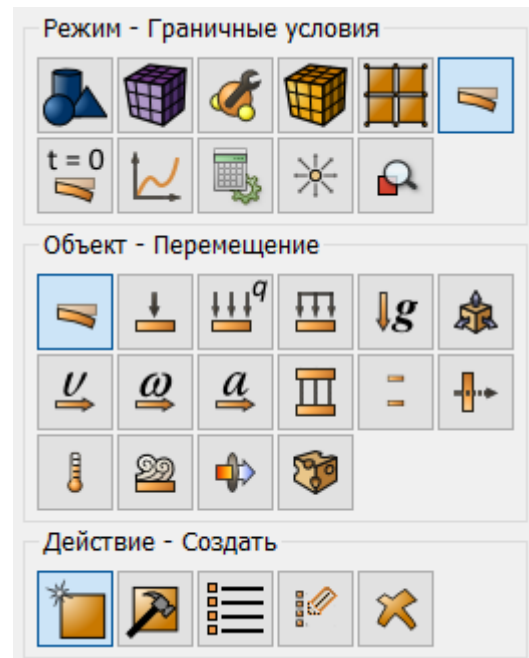 Режим - Граничные условия
t = 0
Объект - Перемещение
q
g
υ
ω
a
Действие - Создать